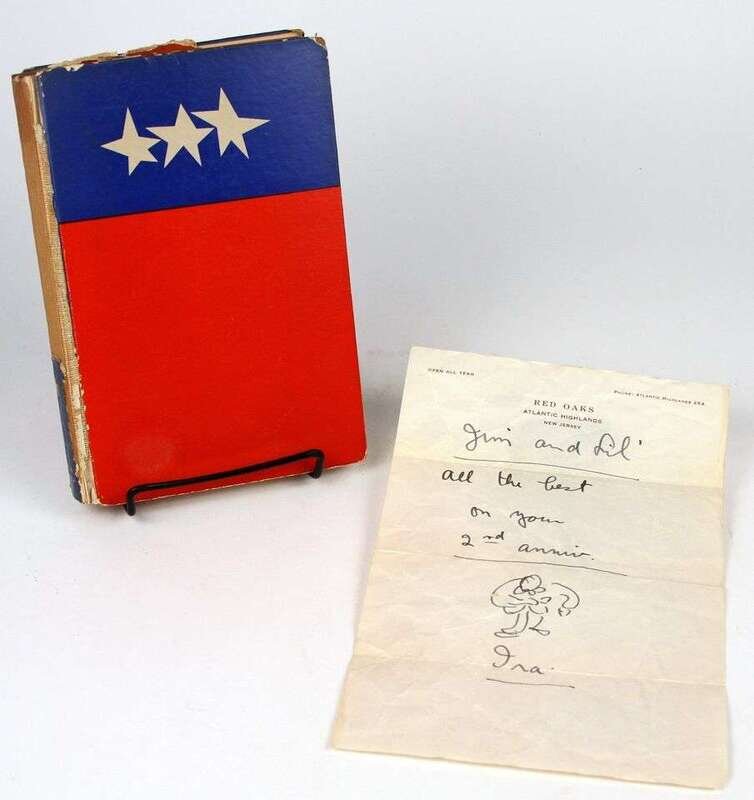 OPEN ALL YEAR
PHONE: ATLANTIC HIGHLANDS
RED OAKS
ATLANTIC HIGHLANDS
NEW JERSEY
Jim and Lil'
all the best
on your
2nd anniv.
Ira.